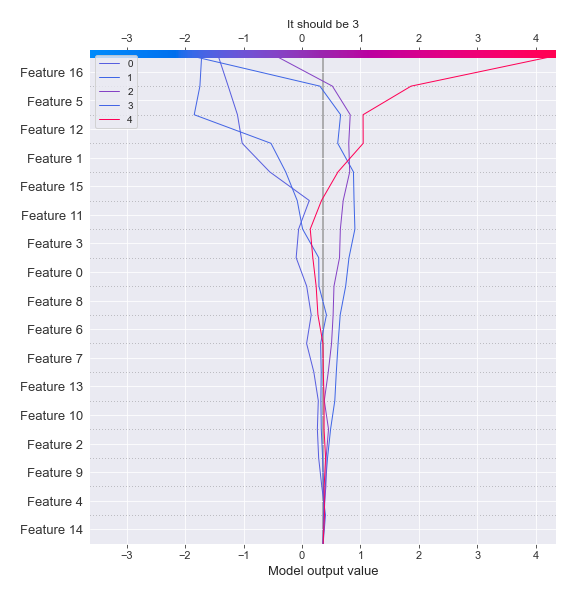 It should be 3
−3 −2 −1 0 1 2 3 4
0
1
2
3
4
Feature 16
Feature 5
Feature 12
Feature 1
Feature 15
Feature 11
Feature 3
Feature 0
Feature 8
Feature 6
Feature 7
Feature 13
Feature 10
Feature 2
Feature 9
Feature 4
Feature 14
−3 −2 −1 0 1 2 3 4
Model output value